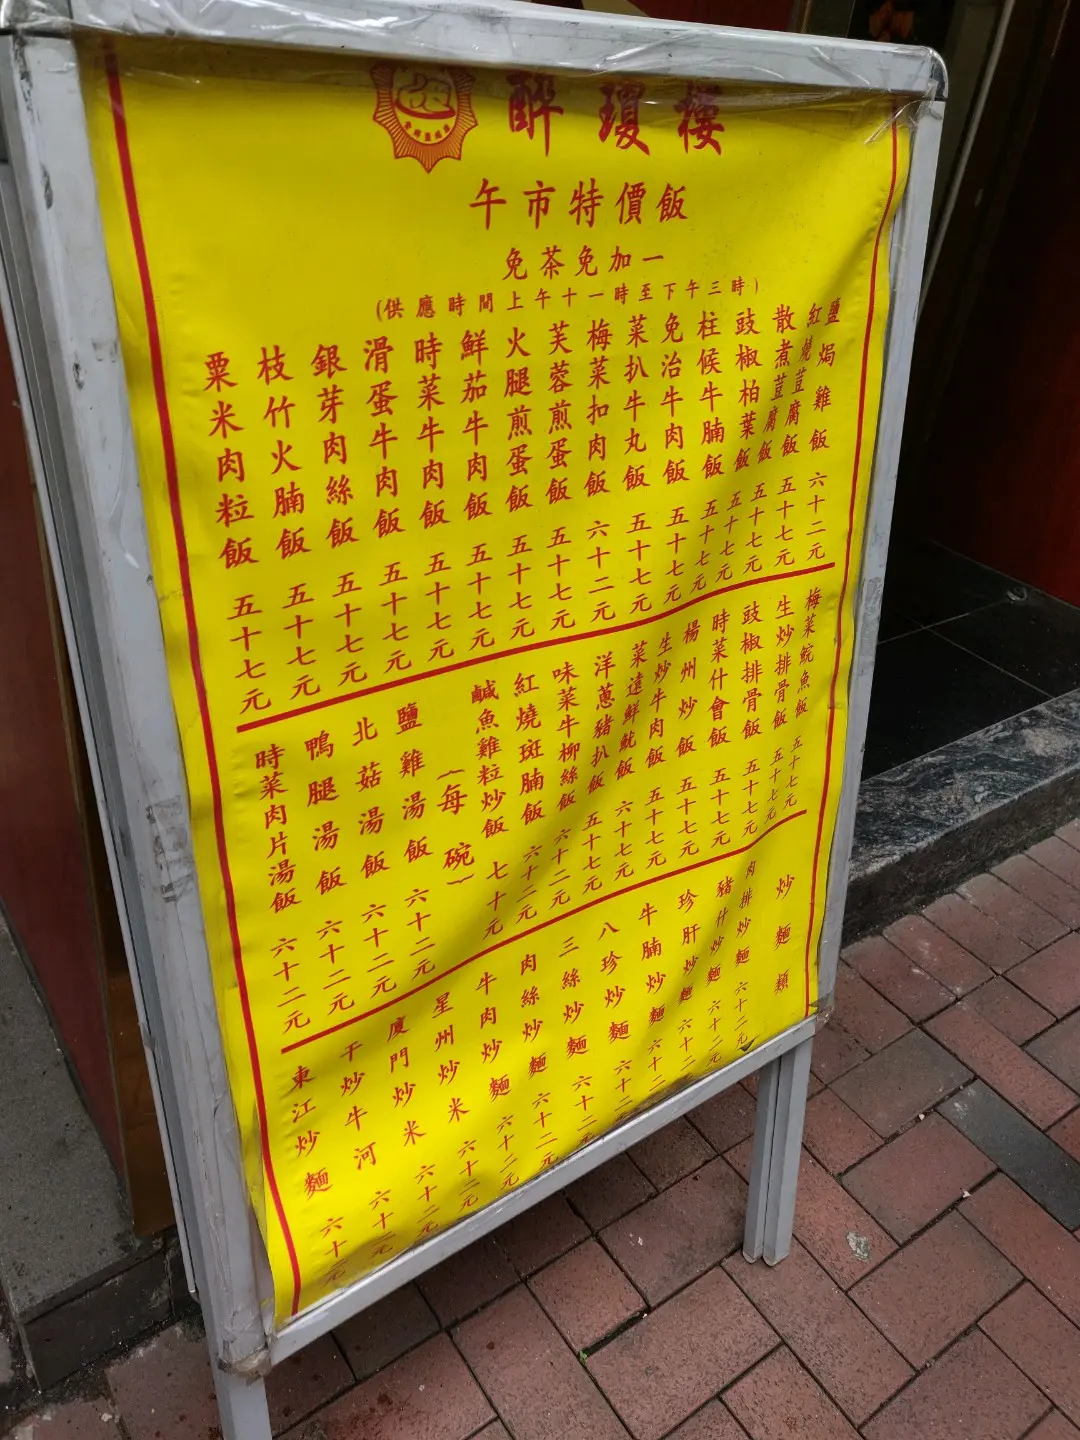 醉瓊樓
午市特價飯
免茶免加一
(供應時間上午十一時至下午三時)
鹽焗雞飯 六十二元
紅燒荳腐飯 五十七元
散煮荳腐飯 五十七元
豉椒柏葉飯 五十七元
柱候牛腩飯 五十七元
免治牛肉飯 五十七元
菜扒牛丸飯 五十七元
梅菜扣肉飯 六十二元
芙蓉煎蛋飯 五十七元
火腿煎蛋飯 五十七元
鮮茄牛肉飯 五十七元
時菜牛肉飯 五十七元
滑蛋牛肉飯 五十七元
銀芽肉絲飯 五十七元
枝竹火腩飯 五十七元
粟米肉粒飯 五十七元
梅菜鯇魚飯 五十七元
生炒排骨飯 五十七元
豉椒排骨飯 五十七元
時菜什會飯 五十七元
楊州炒飯 五十七元
生炒牛肉飯 五十七元
菜遠鮮魷飯 六十七元
洋蔥豬扒飯 五十七元
味菜牛柳絲飯 六十二元
紅燒斑腩飯 六十二元
鹹魚雞粒炒飯 七十元
(每碗)
鹽雞湯飯 六十二元
北菇湯飯 六十二元
鴨腿湯飯 六十二元
時菜肉片湯飯 六十二元
炒麵類
肉排炒麵 六十二元
豬什炒麵 六十二元
珍肝炒麵 六十二元
牛腩炒麵 六十二
八珍炒麵 六十二
三絲炒麵 六十二
肉絲炒麵 六十二元
牛肉炒麵 六十二元
星州炒米 六十二元
廈門炒米 六十二元
干炒牛河 六十二元
東江炒麵 六十二元